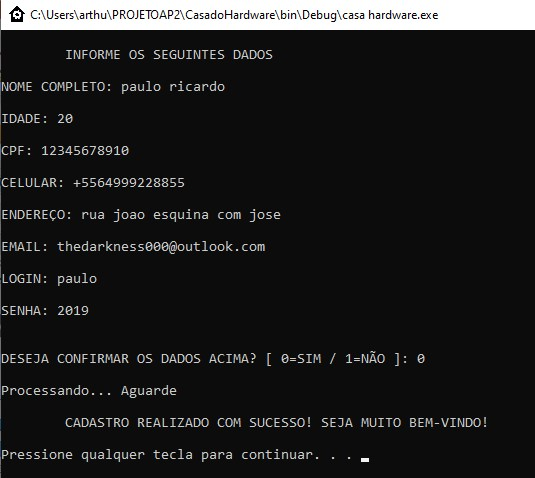 C:\Users\arthu\PROJETOAP2\CasadoHardware\bin\Debug\casa hardware.exe
INFORME OS SEGUINTES DADOS
NOME COMPLETO: paulo ricardo
IDADE: 20
CPF: 12345678910
CELULAR: +5564999228855
ENDEREÇO: rua joao esquina com jose
EMAIL: thedarkness000@outlook.com
LOGIN: paulo
SENHA: 2019
DESEJA CONFIRMAR OS DADOS ACIMA? [ 0=SIM / 1=NÃO ]: 0
Processando... Aguarde
CADASTRO REALIZADO COM SUCESSO! SEJA MUITO BEM-VINDO!
Pressione qualquer tecla para continuar. . .